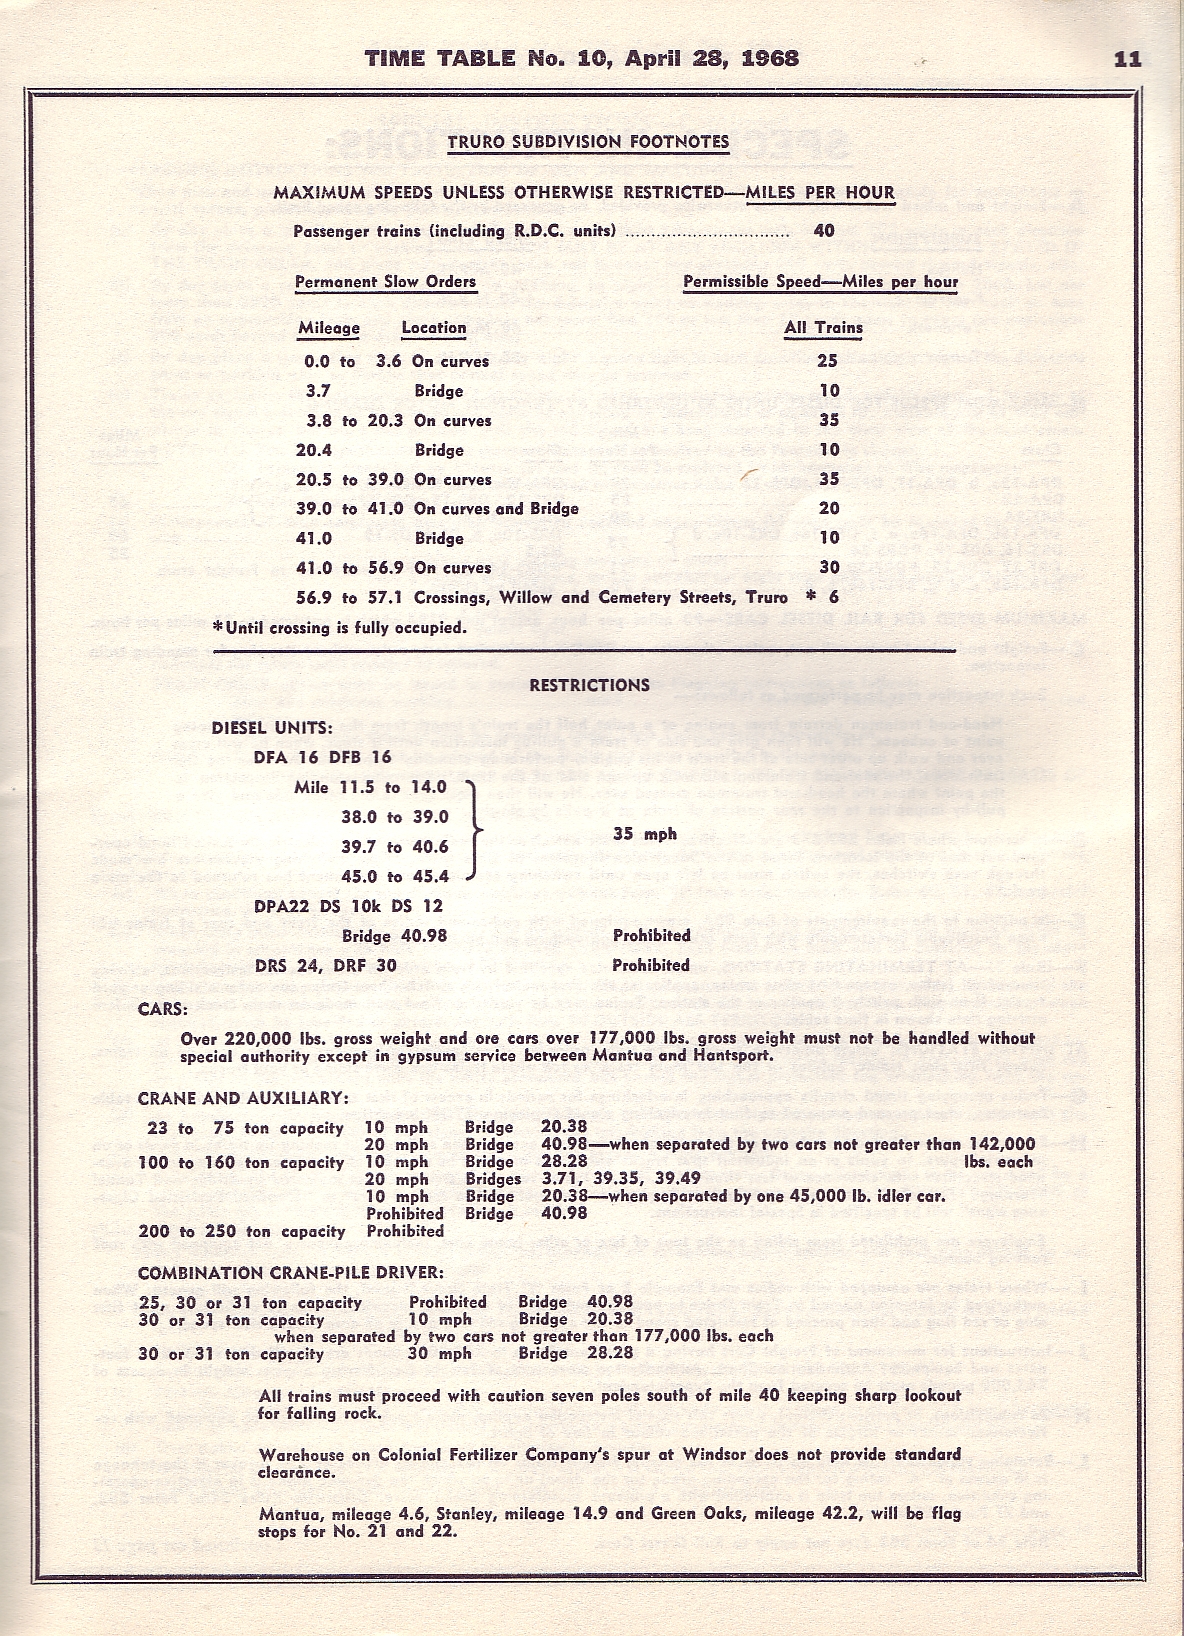 TIME TABLE No. 10, April 28, 1968 11
TRURO SUBDIVISION FOOTNOTES
MAXIMUM SPEEDS UNLESS OTHERWISE RESTRICTED—MILES PER HOUR
Passenger trains (including R.D.C. units) .............................. 40
Permanent Slow Orders Permissible Speed—Miles per hour
Mileage Location All Trains
0.0 to 3.6 On curves 25
3.7 Bridge 10
3.8 to 20.3 On curves 35
20.4 Bridge 10
20.5 to 39.0 On curves 35
39.0 to 41.0 On curves and Bridge 20
41.0 Bridge 10
41.0 to 56.9 On curves 30
56.9 to 57.1 Crossings, Willow and Cemetery Streets, Truro * 6
*Until crossing is fully occupied.
RESTRICTIONS
DIESEL UNITS:
DFA 16 DFB 16
Mile 11.5 to 14.0
38.0 to 39.0
35 mph
39.7 to 40.6
45.0 to 45.4
DPA22 DS 10k DS 12
Bridge 40.98 Prohibited
DRS 24, DRF 30 Prohibited
CARS:
Over 220,000 lbs. gross weight and ore cars over 177,000 lbs. gross weight must not be handled without
special authority except in gypsum service between Mantua and Hantsport.
CRANE AND AUXILIARY:
23 to 75 ton capacity 10 mph Bridge 20.38
20 mph Bridge 40.98—when separated by two cars not greater than 142,000
100 to 160 ton capacity 10 mph Bridge 28.28 lbs. each
20 mph Bridges 3.71, 39.35, 39.49
10 mph Bridge 20.38—when separated by one 45,000 lb. idler car.
Prohibited Bridge 40.98
200 to 250 ton capacity Prohibited
COMBINATION CRANE-PILE DRIVER:
25, 30 or 31 ton capacity Prohibited Bridge 40.98
30 or 31 ton capacity 10 mph Bridge 20.38
when separated by two cars not greater than 177,000 lbs. each
30 or 31 ton capacity 30 mph Bridge 28.28
All trains must proceed with caution seven poles south of mile 40 keeping sharp lookout
for falling rock.
Warehouse on Colonial Fertilizer Company's spur at Windsor does not provide standard
clearance.
Mantua, mileage 4.6, Stanley, mileage 14.9 and Green Oaks, mileage 42.2, will be flag
stops for No. 21 and 22.